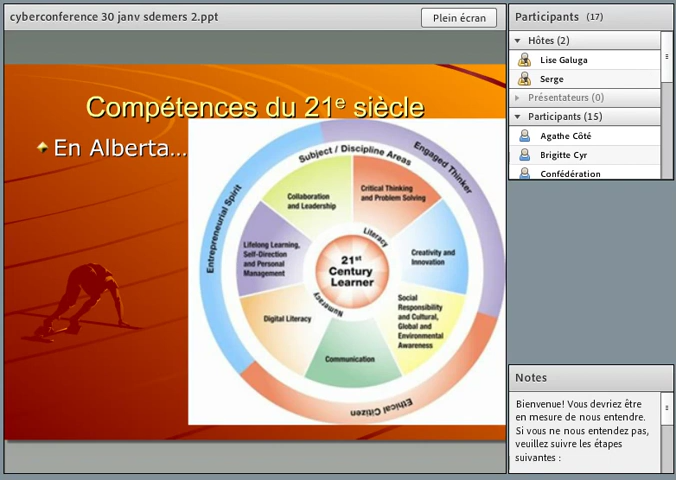 cyberconference 30 janv sdemers 2.ppt
Plein écran
Compétences du 21e siècle
En Alberta...
Subject / Discipline Areas
Engaged Thinker
Entrepreneurial Spirit
Ethical Citizen
Collaboration
and Leadership
Critical Thinking
and Problem Solving
Lifelong Learning,
Self-Direction
and Personal
Management
Literacy
21st
Century
Learner
Numeracy
Creativity and
Innovation
Digital Literacy
Social
Responsibility
and Cultural,
Global and
Environmental
Awareness
Communication
Participants (17)
Hôtes (2)
Lise Galuga
Serge
Présentateurs (0)
Participants (15)
Agathe Côté
Brigitte Cyr
Confédération
Notes
Bienvenue! Vous devriez être
en mesure de nous entendre.
Si vous ne nous entendez pas,
veuillez suivre les étapes
suivantes :